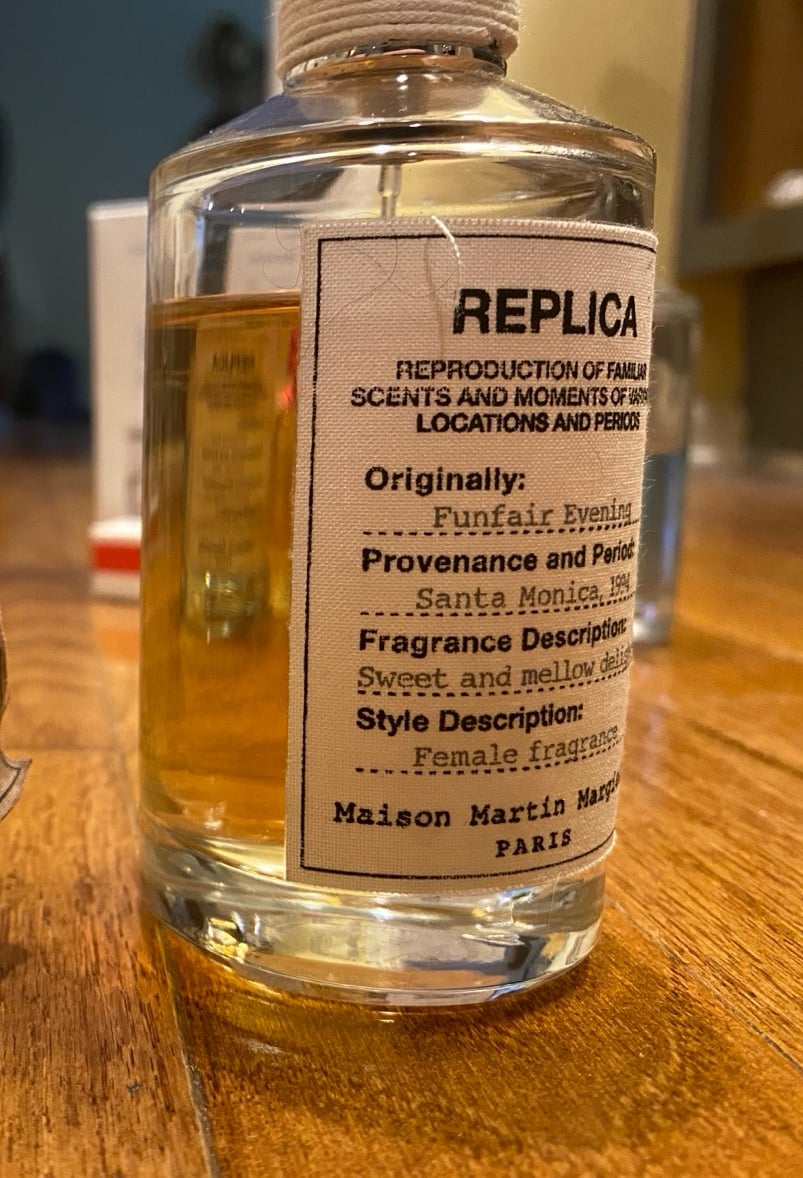 REPLICA
REPRODUCTION OF FAMILIAR
SCENTS AND MOMENTS OF
LOCATIONS AND PERIODS
Originally:
Funfair Evening
Provenance and Period:
Santa Monica, 1994
Fragrance Description:
Sweet and mellow
Style Description:
Female fragrance
Maison Martin
PARIS